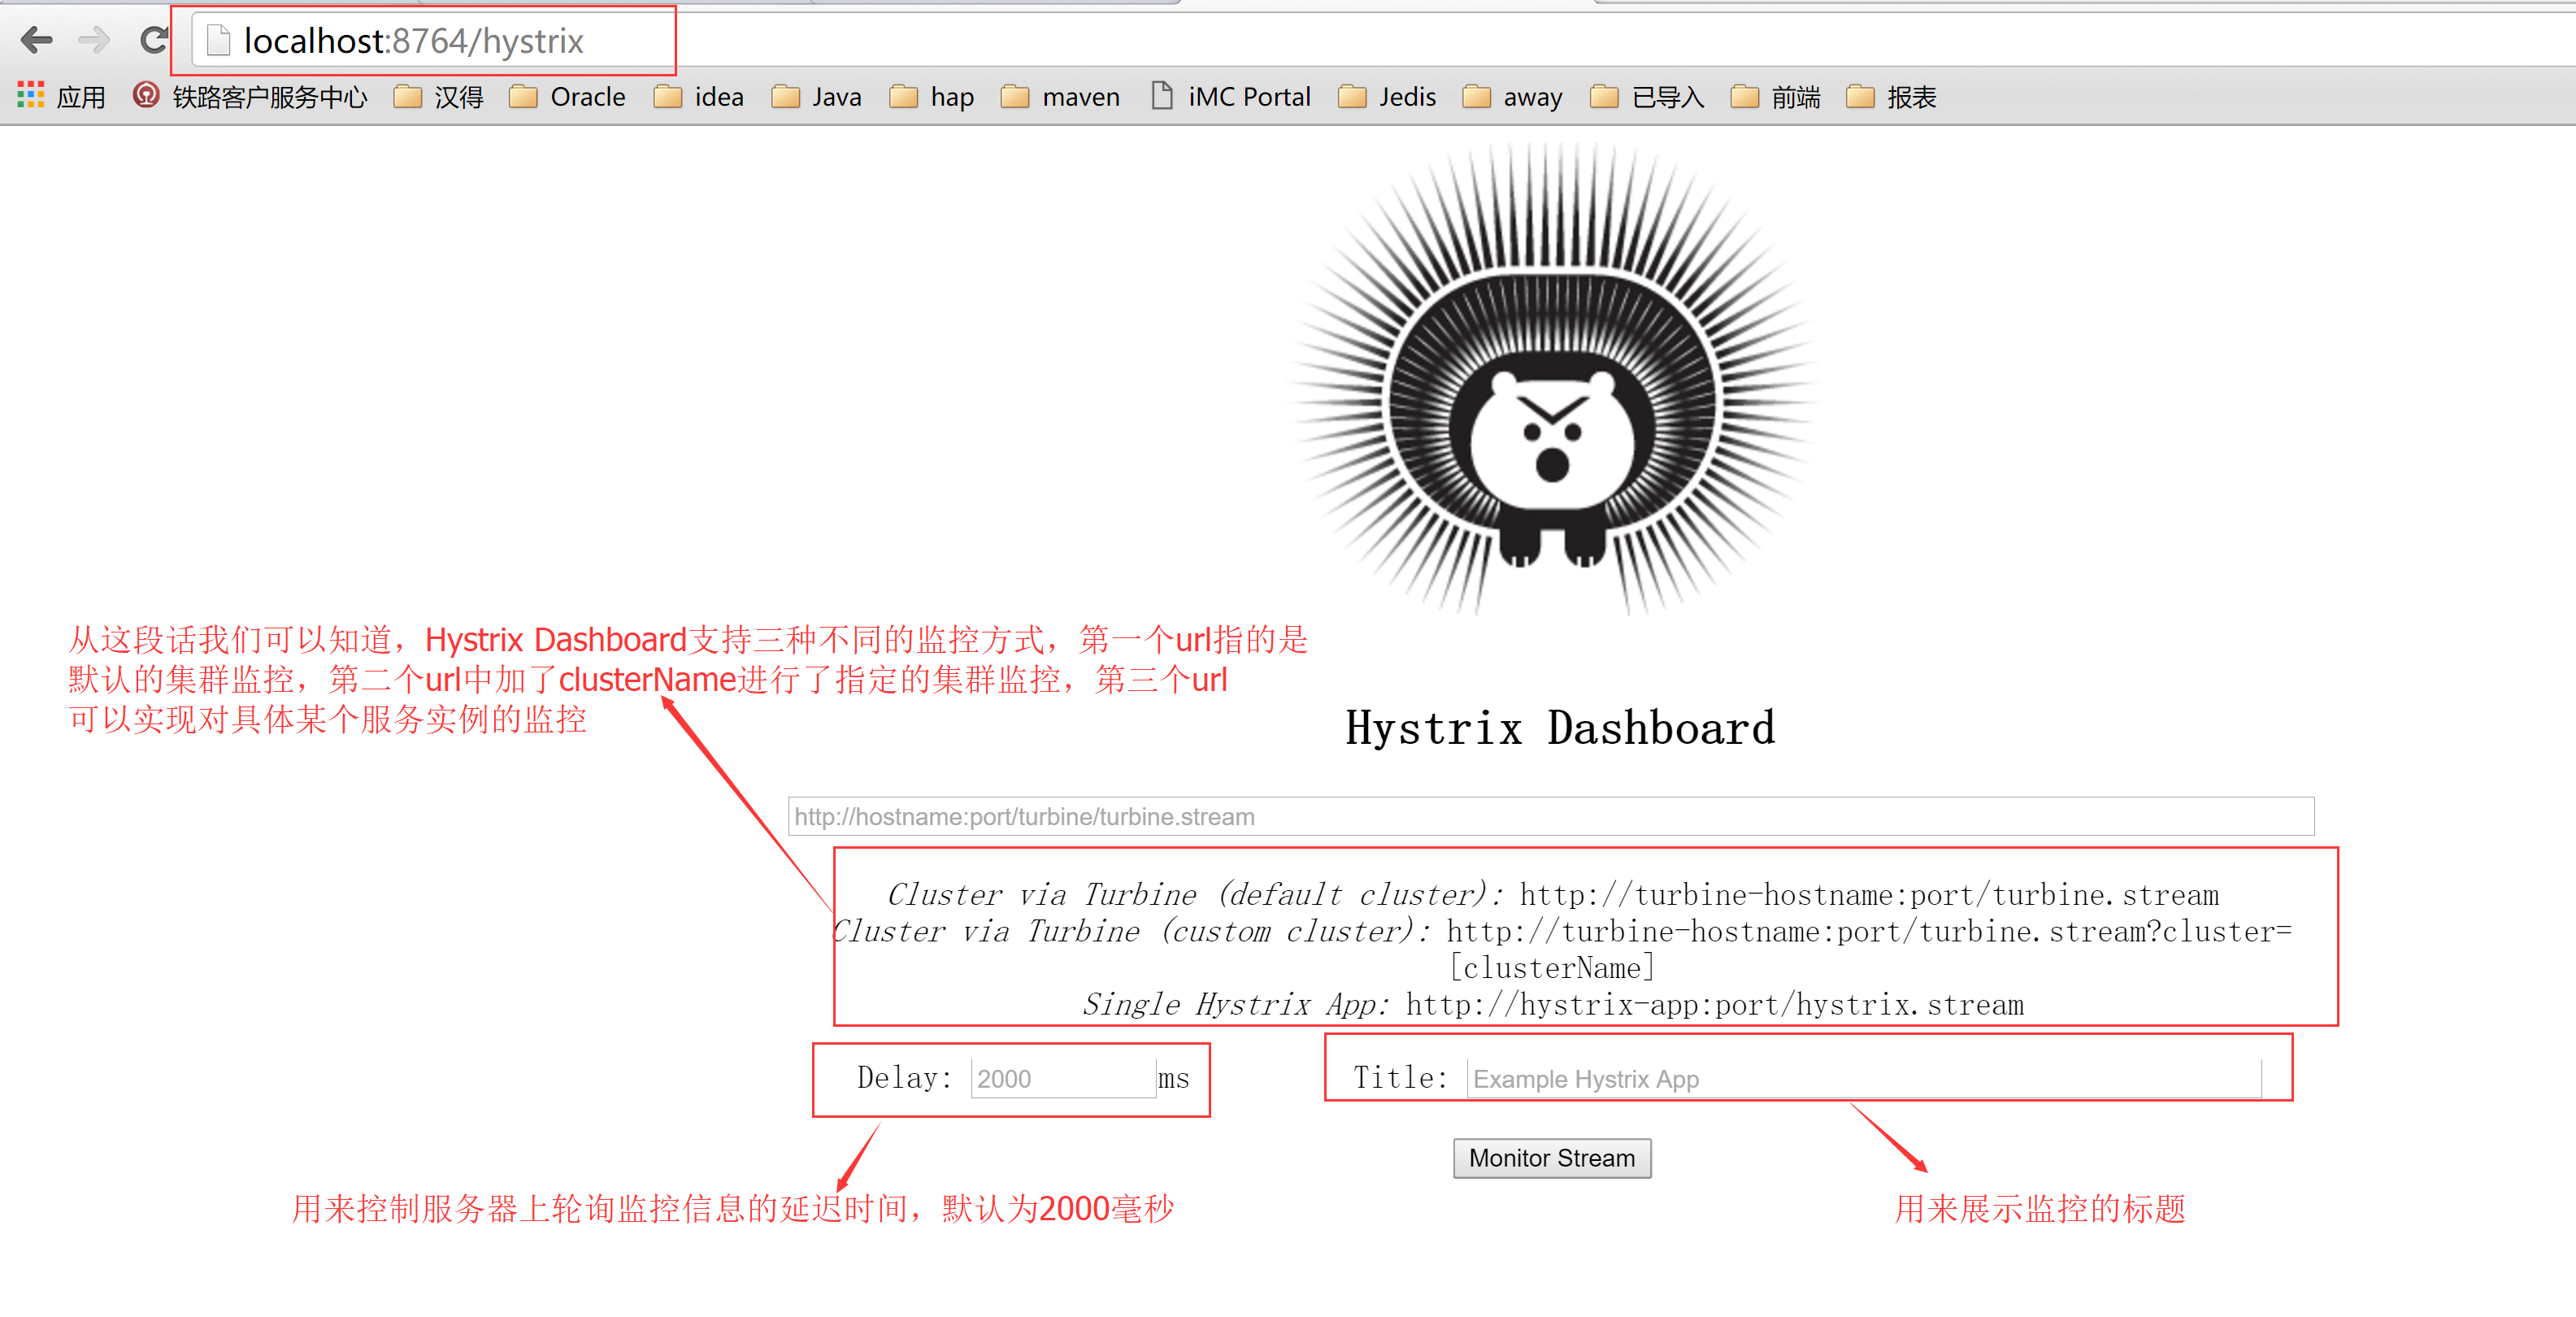 localhost:8764/hystrix
应用 铁路客户服务中心 汉得 Oracle idea Java hap maven iMC Portal Jedis away 已导入 前端 报表
从这段话我们可以知道，Hystrix Dashboard支持三种不同的监控方式，第一个url指的是
默认的集群监控，第二个url中加了clusterName进行了指定的集群监控，第三个url
可以实现对具体某个服务实例的监控
Hystrix Dashboard
http://hostname:port/turbine/turbine.stream
Cluster via Turbine (default cluster): http://turbine-hostname:port/turbine.stream
Cluster via Turbine (custom cluster): http://turbine-hostname:port/turbine.stream?cluster=
[clusterName]
Single Hystrix App: http://hystrix-app:port/hystrix.stream
Delay: 2000 ms Title: Example Hystrix App
Monitor Stream
用来控制服务器上轮询监控信息的延迟时间，默认为2000毫秒
用来展示监控的标题